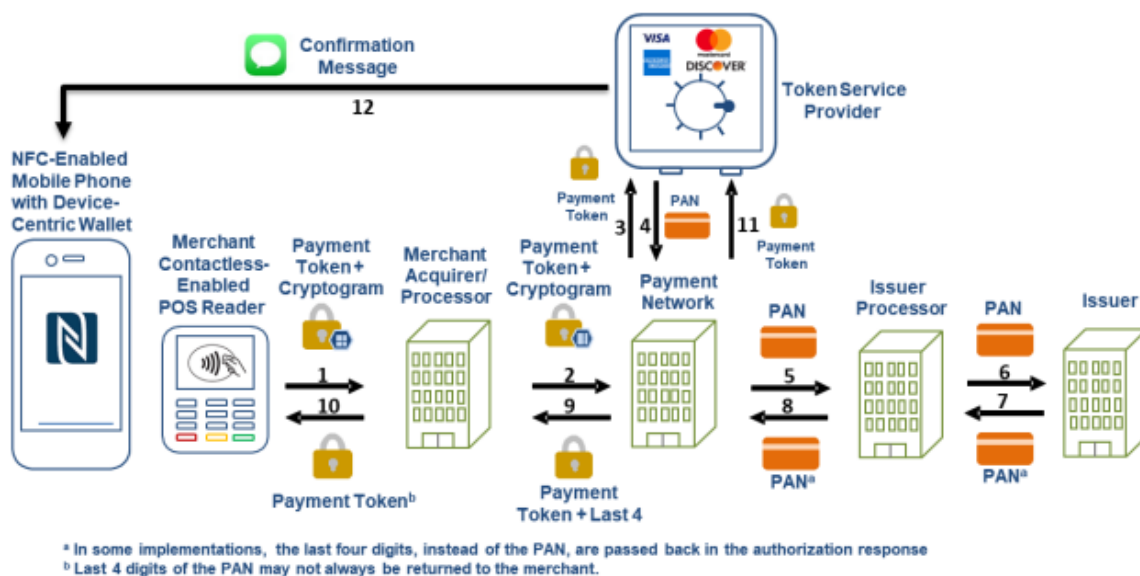 Confirmation
Message
12
VISA
mastercard
DISCOVER
Token Service
Provider
NFC-Enabled
Mobile Phone
with Device-
Centric Wallet
Payment
Token
3
4
PAN
11
Payment
Token
Merchant
Contactless-
Enabled
POS Reader
Payment
Token +
Cryptogram
Merchant
Acquirer/
Processor
Payment
Token +
Cryptogram
Payment
Network
PAN
Issuer
Processor
PAN
Issuer
N
1
10
2
9
5
8
6
7
Payment Tokenᵇ
Payment
Token + Last 4
PANᵃ
PANᵃ
ᵃ In some implementations, the last four digits, instead of the PAN, are passed back in the authorization response
ᵇ Last 4 digits of the PAN may not always be returned to the merchant.